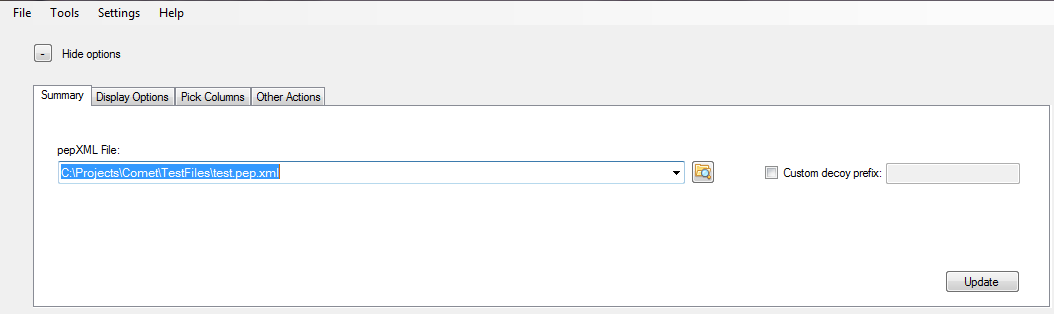 File Tools Settings Help
- Hide options
Summary Display Options Pick Columns Other Actions
pepXML File:
C:\Projects\Comet\TestFiles\test.pep.xml Custom decoy prefix:
Update